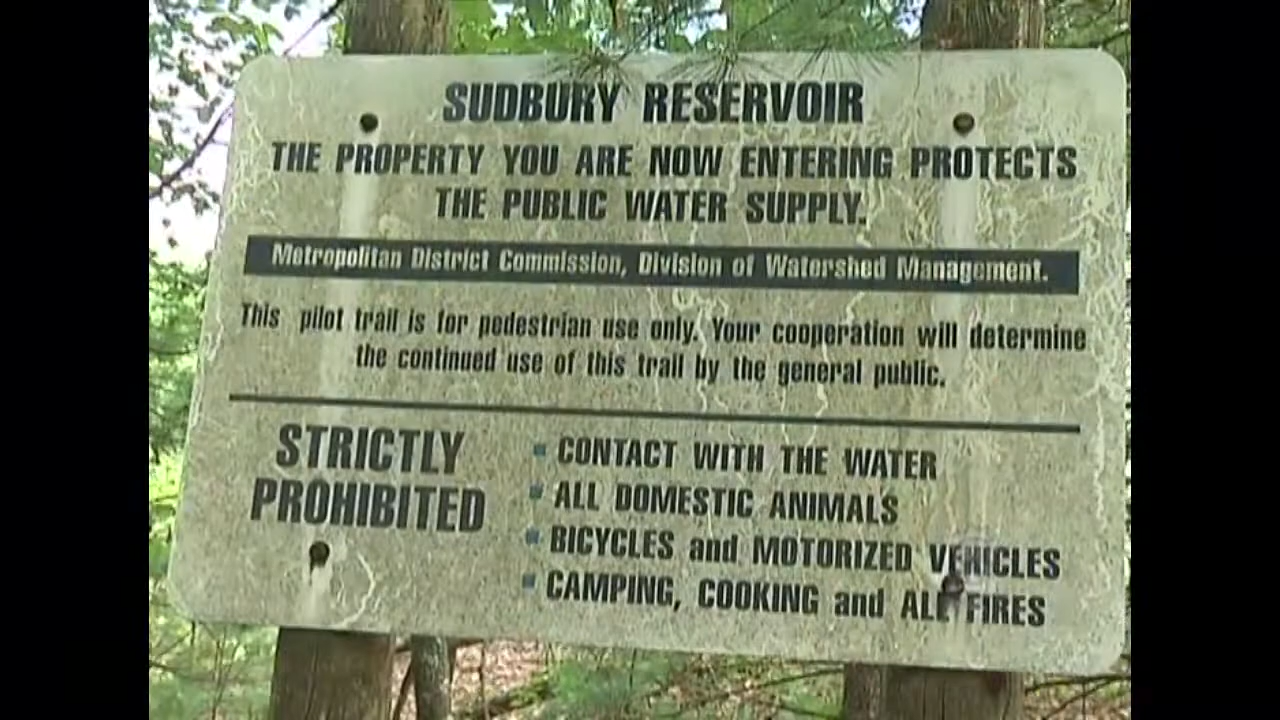 SUDBURY RESERVOIR
THE PROPERTY YOU ARE NOW ENTERING PROTECTS
THE PUBLIC WATER SUPPLY.
Metropolitan District Commission, Division of Watershed Management.
This pilot trail is for pedestrian use only. Your cooperation will determine
the continued use of this trail by the general public.
STRICTLY
PROHIBITED
▪ CONTACT WITH THE WATER
▪ ALL DOMESTIC ANIMALS
▪ BICYCLES and MOTORIZED VEHICLES
▪ CAMPING, COOKING and ALL FIRES